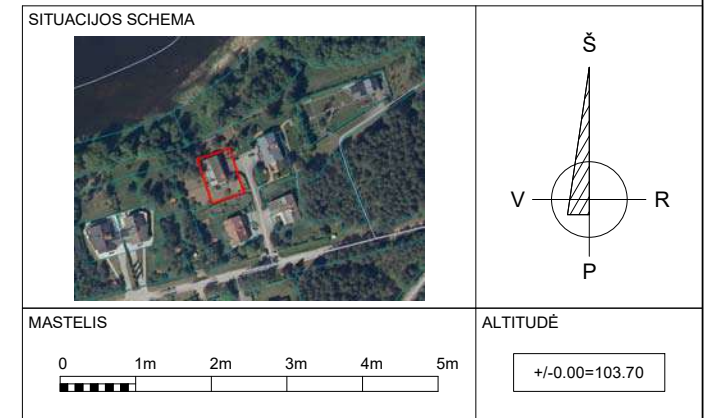 SITUACIJOS SCHEMA
Š
V
R
P
MASTELIS
0 1m 2m 3m 4m 5m
ALTITUDĖ
+/-0.00=103.70